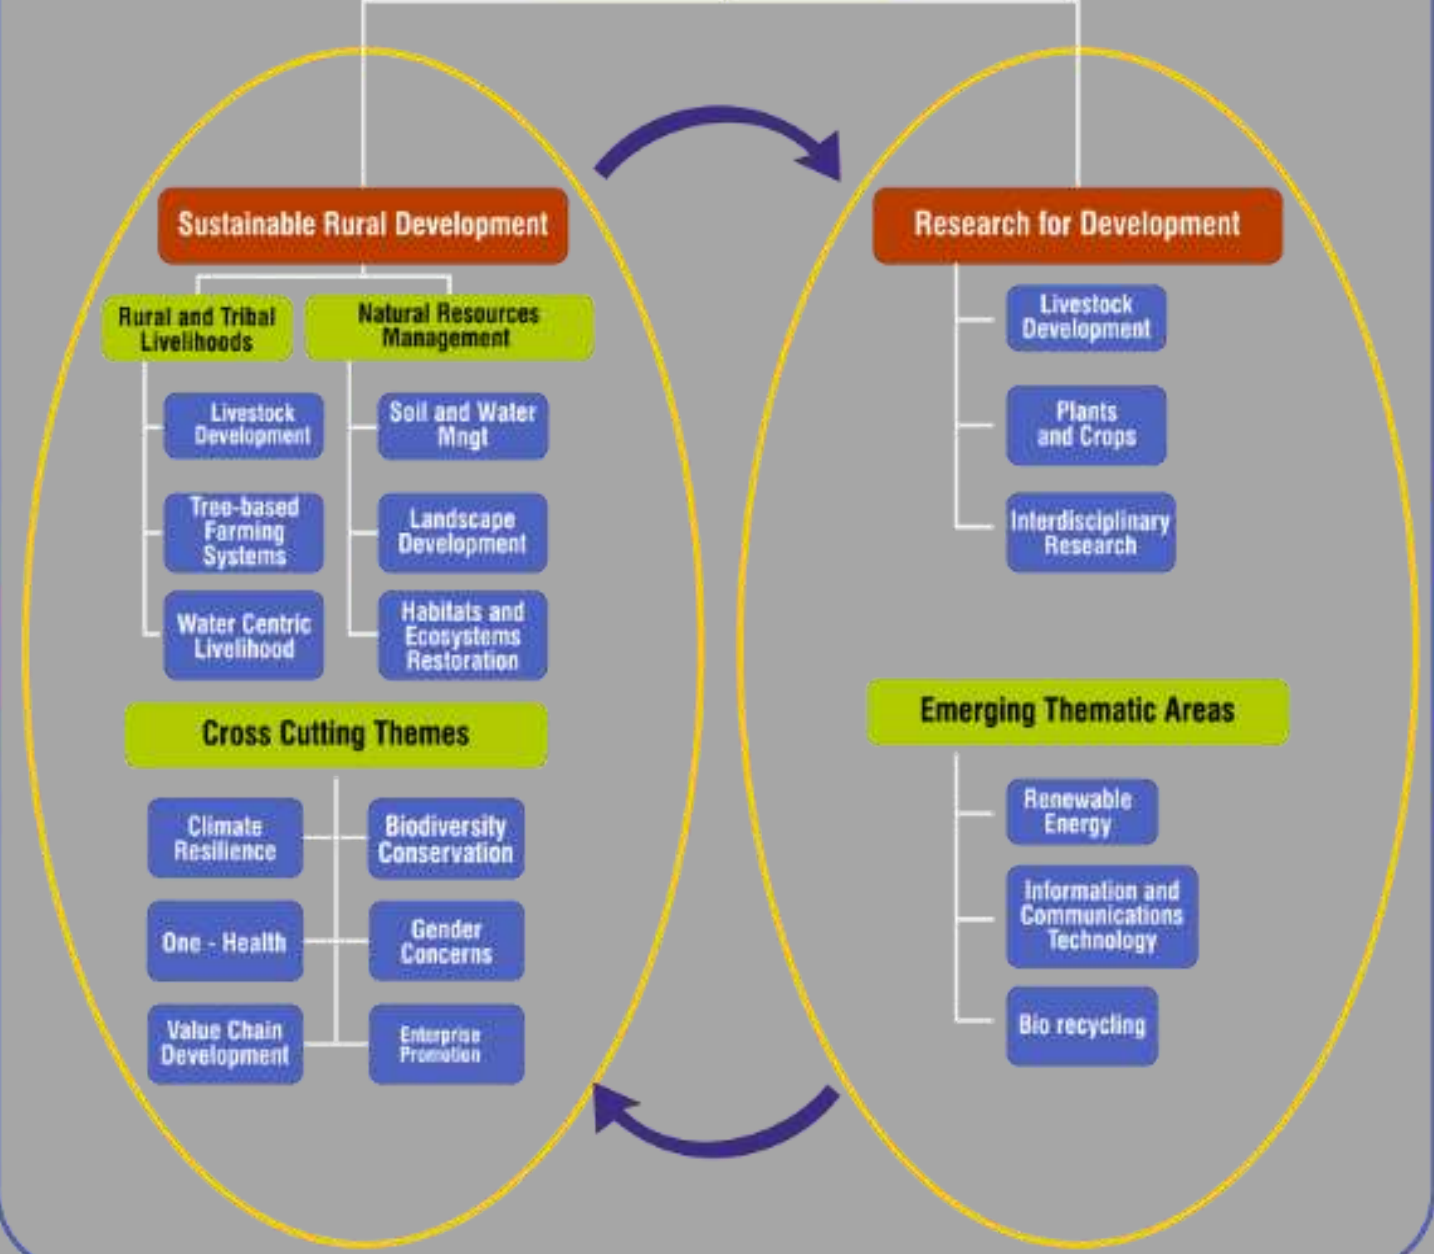 Sustainable Rural Development
Rural and Tribal
Livelihoods
Natural Resources
Management
Livestock
Development
Soil and Water
Mngt
Tree-based
Farming
Systems
Landscape
Development
Water Centric
Livelihood
Habitats and
Ecosystems
Restoration
Cross Cutting Themes
Climate
Resilience
Biodiversity
Conservation
One - Health
Gender
Concerns
Value Chain
Development
Enterprise
Promotion
Research for Development
Livestock
Development
Plants
and Crops
Interdisciplinary
Research
Emerging Thematic Areas
Renewable
Energy
Information and
Communications
Technology
Bio recycling